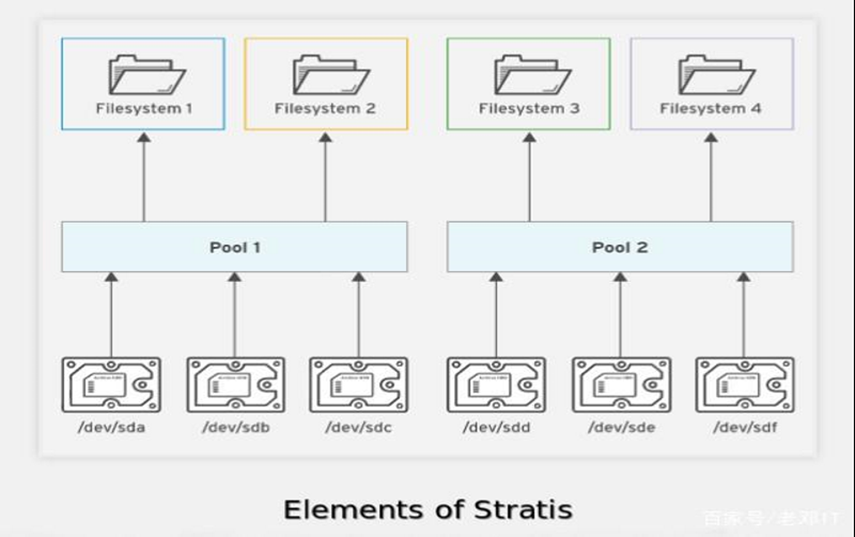 Filesystem 1
Filesystem 2
Filesystem 3
Filesystem 4
Pool 1
Pool 2
/dev/sda
/dev/sdb
/dev/sdc
/dev/sdd
/dev/sde
/dev/sdf
Elements of Stratis
百家号/老邓IT